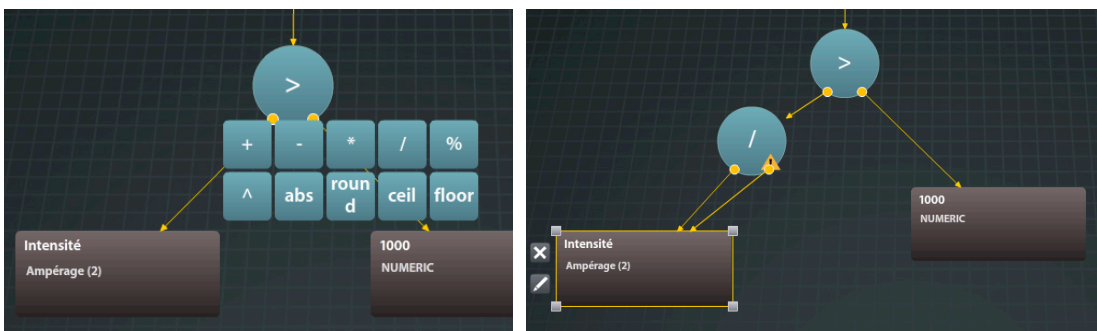 >
+ - * / %
^ abs roun
d ceil floor
Intensité
Ampérage (2)
1000
NUMERIC
>
/
1000
NUMERIC
Intensité
Ampérage (2)